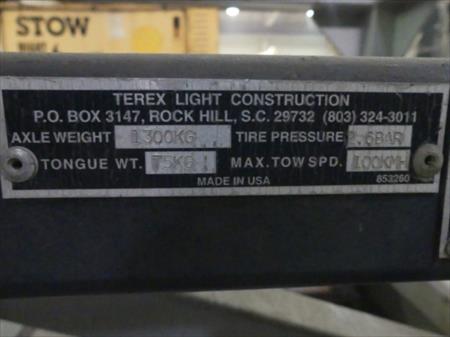 STOW
TEREX LIGHT CONSTRUCTION
P.O. BOX 3147, ROCK HILL, S.C. 29732 (803) 324-3011
AXLE WEIGHT 1300KG TIRE PRESSURE 2.6BAR
TONGUE WT. 75KG MAX. TOW SPD. 100KMH
MADE IN USA 853260